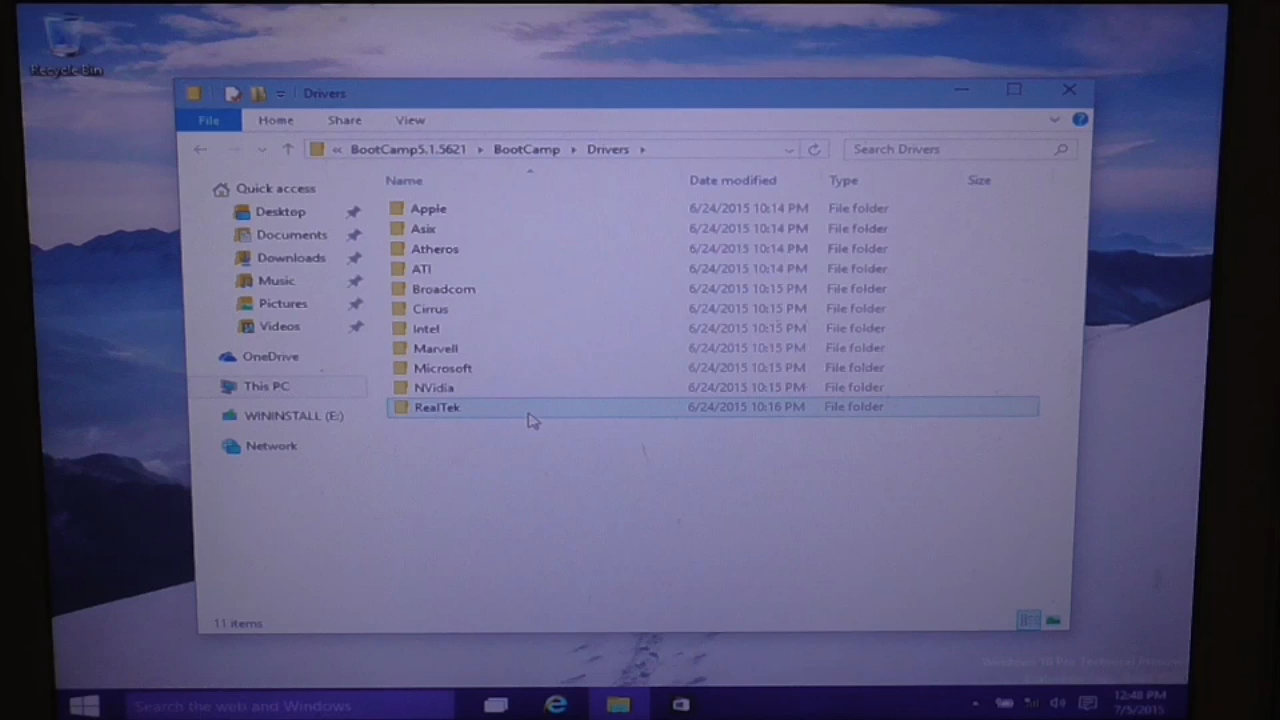 Recycle Bin
Drivers
File Home Share View
« BootCamp5.1.5621 BootCamp Drivers Search Drivers
Name Date modified Type Size
Quick access
Desktop
Documents
Downloads
Music
Pictures
Videos
OneDrive
This PC
WININSTALL (E:)
Network
Apple 6/24/2015 10:14 PM File folder
Asix 6/24/2015 10:14 PM File folder
Atheros 6/24/2015 10:14 PM File folder
ATI 6/24/2015 10:14 PM File folder
Broadcom 6/24/2015 10:15 PM File folder
Cirrus 6/24/2015 10:15 PM File folder
Intel 6/24/2015 10:15 PM File folder
Marvell 6/24/2015 10:15 PM File folder
Microsoft 6/24/2015 10:15 PM File folder
NVidia 6/24/2015 10:15 PM File folder
RealTek 6/24/2015 10:16 PM File folder
11 items
Windows 10 Pro Technical Preview
Search the web and Windows
12:48 PM
7/5/2015